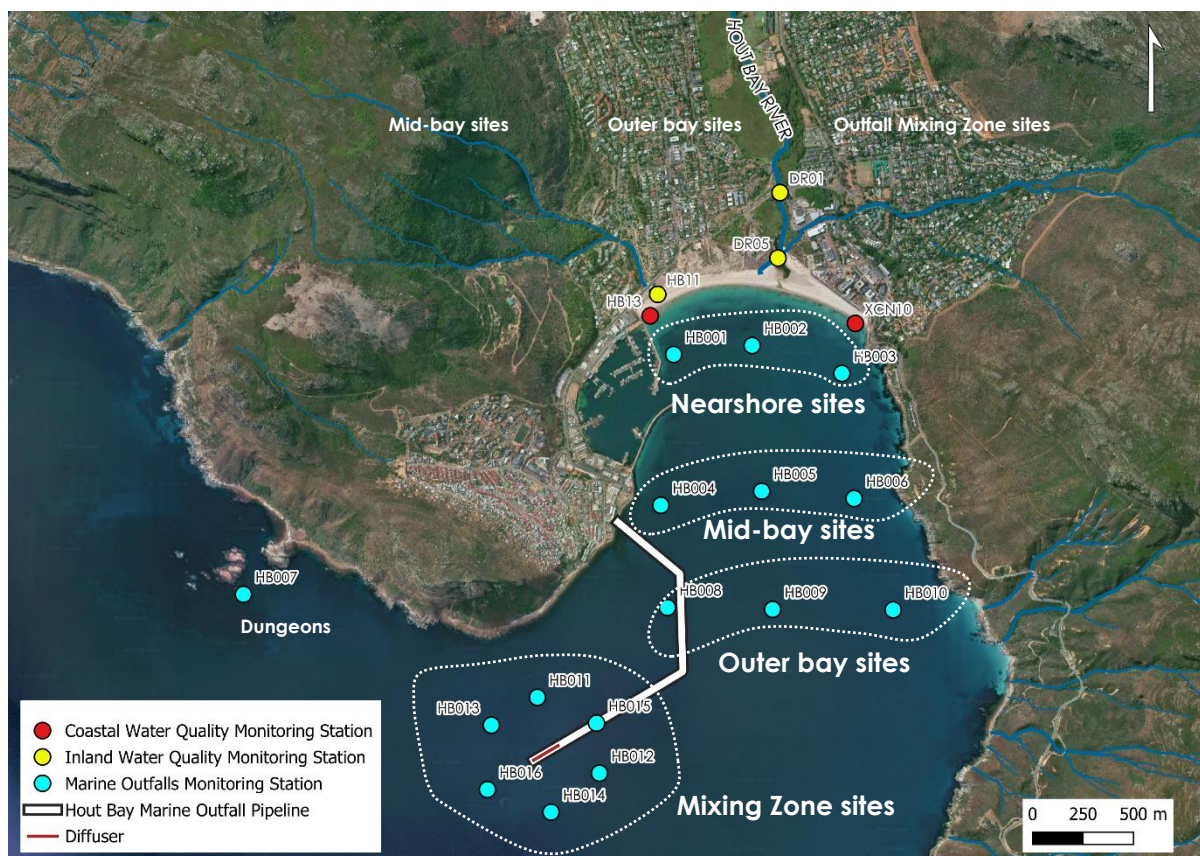 HOUT BAY RIVER
Mid-bay sites
Outer bay sites
Outfall Mixing Zone sites
DR01
DR05
HB11
HB13
XCN10
HB001
HB002
HB003
Nearshore sites
HB004
HB005
HB006
Mid-bay sites
HB007
Dungeons
HB008
HB009
HB010
Outer bay sites
HB011
HB013
HB015
HB012
HB016
HB014
Mixing Zone sites
Coastal Water Quality Monitoring Station
Inland Water Quality Monitoring Station
Marine Outfalls Monitoring Station
Hout Bay Marine Outfall Pipeline
Diffuser
0 250 500 m